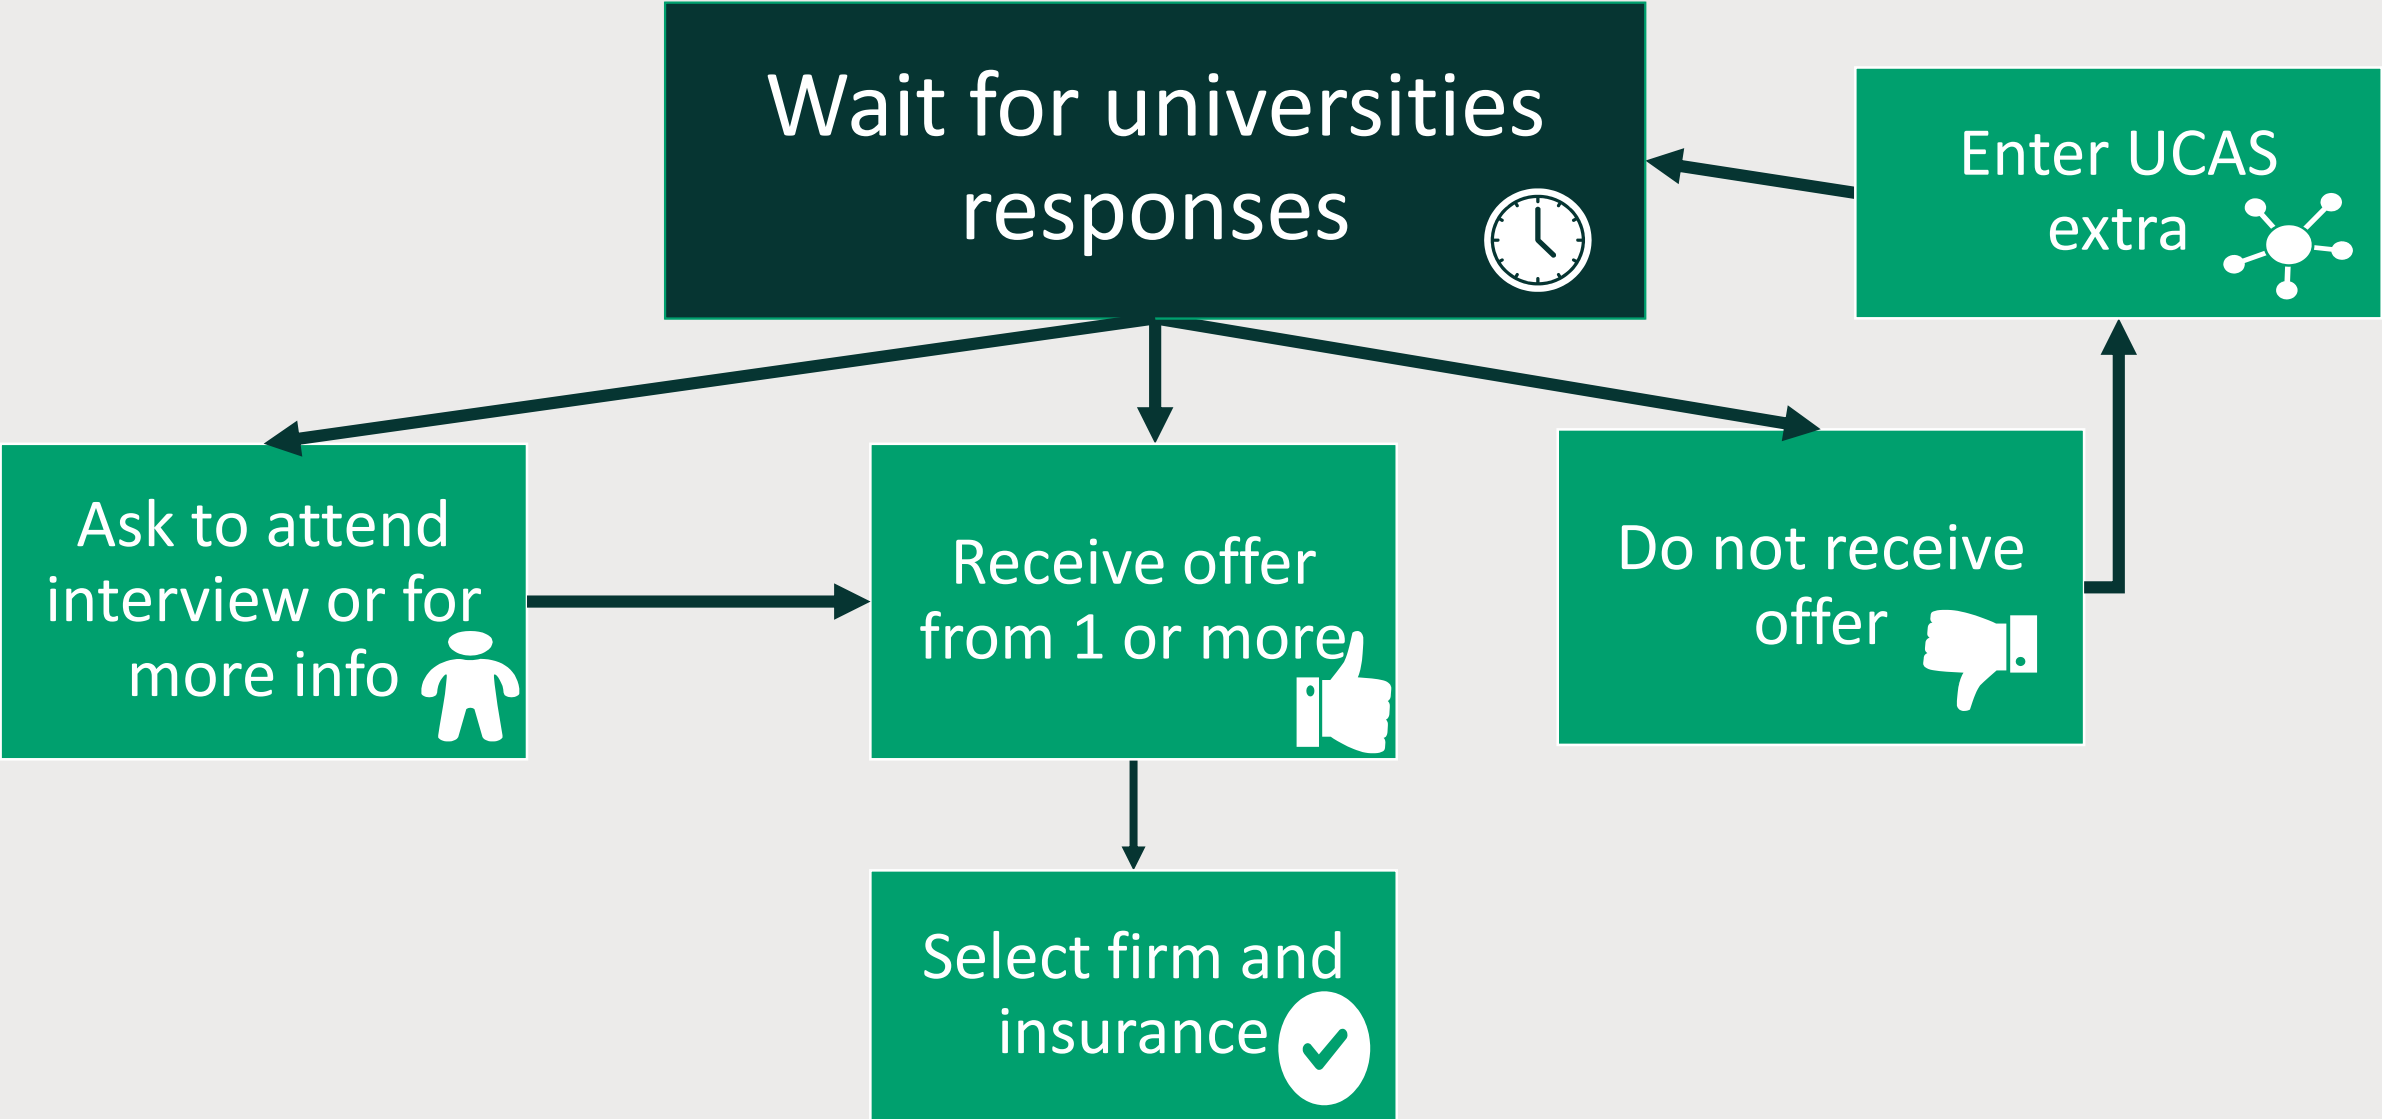 Wait for universities
responses
Enter UCAS
extra
Ask to attend
interview or for
more info
Receive offer
from 1 or more
Do not receive
offer
Select firm and
insurance